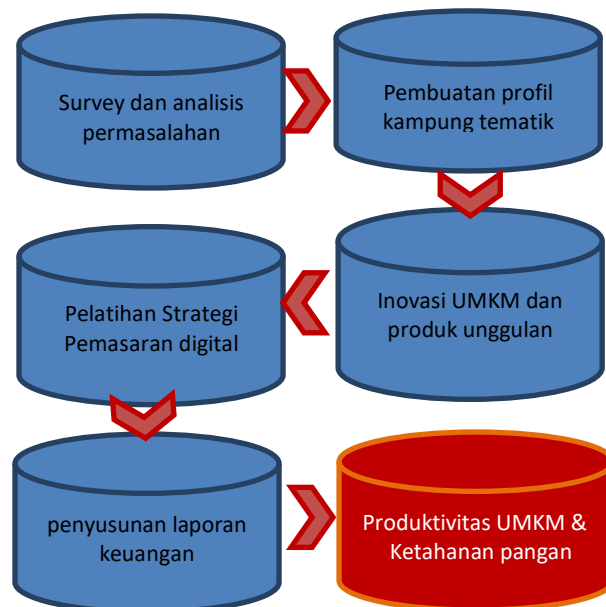 Survey dan analisis
permasalahan
Pembuatan profil
kampung tematik
Inovasi UMKM dan
produk unggulan
Pelatihan Strategi
Pemasaran digital
penyusunan laporan
keuangan
Produktivitas UMKM &
Ketahanan pangan